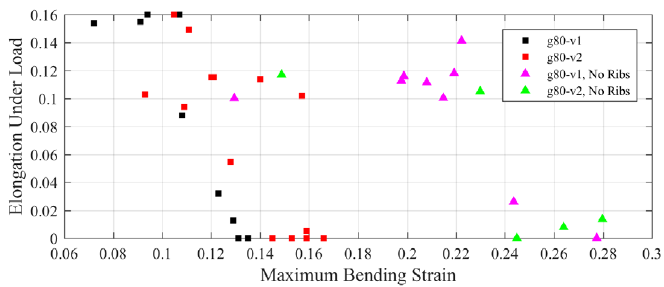 0.16
0.14
0.12
0.1
0.08
0.06
0.04
0.02
0
Elongation Under Load
g80-v1
g80-v2
g80-v1, No Ribs
g80-v2, No Ribs
0.06 0.08 0.1 0.12 0.14 0.16 0.18 0.2 0.22 0.24 0.26 0.28 0.3
Maximum Bending Strain